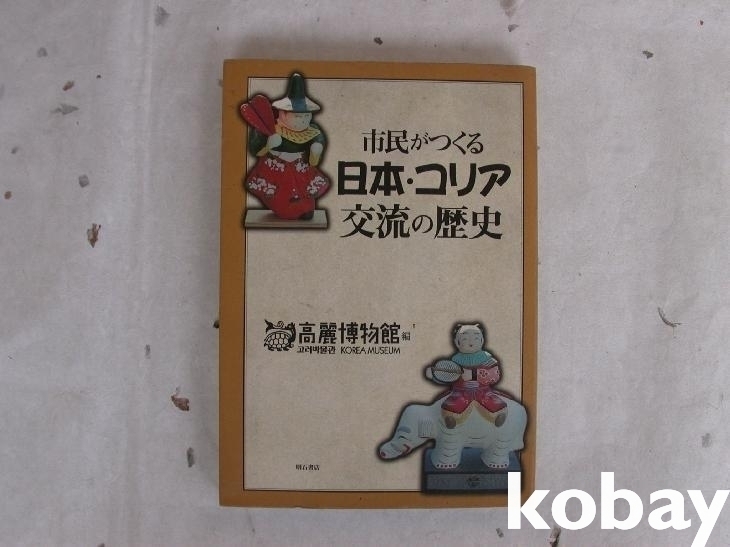 市民がつくる
日本・コリア
交流の歴史
高麗博物館 編
고려박물관 KOREA MUSEUM
明石書店
kobay